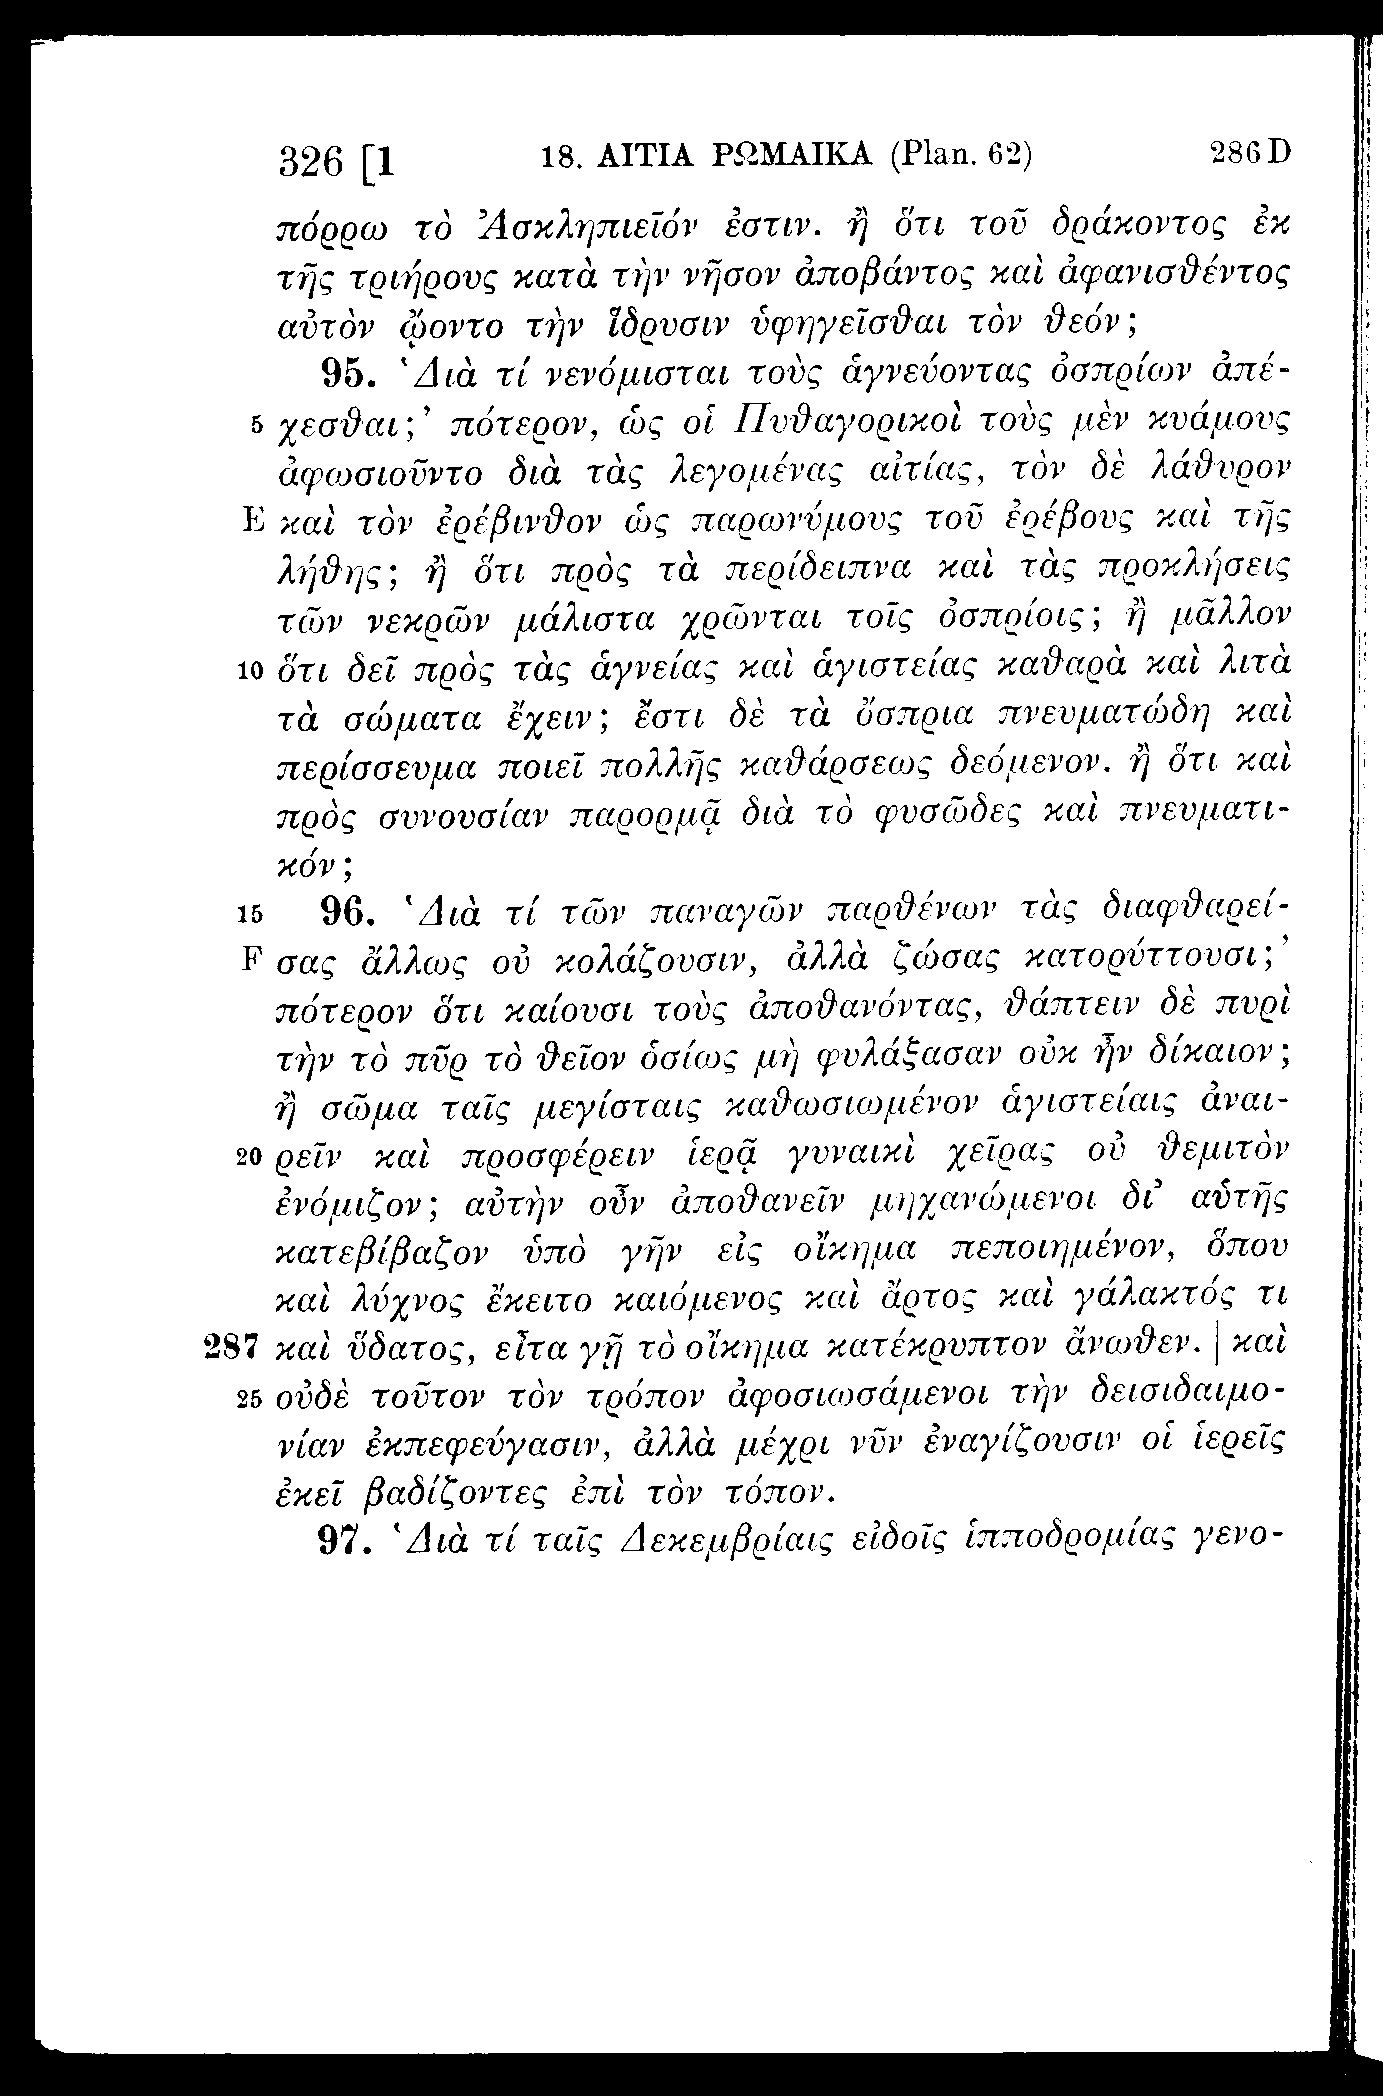 326 [1 18. ΑΙΤΙΑ ΡΩΜΑΙΚΑ (Plan. 62) 286 D
πόρρω τὸ Ἀσκληπιεῖόν ἐστιν. ἢ ὅτι τοῦ δράκοντος ἐκ
τῆς τριήρους κατὰ τὴν νῆσον ἀποβάντος καὶ ἀφανισθέντος
αὐτὸν ᾤοντο τὴν ἵδρυσιν ὑφηγεῖσθαι τὸν θεόν;
95. ‘Διὰ τί νενόμισται τοὺς ἁγνεύοντας ὀσπρίων ἀπέ-
5 χεσθαι;’ πότερον, ὡς οἱ Πυθαγορικοὶ τοὺς μὲν κυάμους
ἀφωσιοῦντο διὰ τὰς λεγομένας αἰτίας, τὸν δὲ λάθυρον
E καὶ τὸν ἐρέβινθον ὡς παρωνύμους τοῦ ἐρέβους καὶ τῆς
λήθης; ἢ ὅτι πρὸς τὰ περίδειπνα καὶ τὰς προκλήσεις
τῶν νεκρῶν μάλιστα χρῶνται τοῖς ὀσπρίοις; ἢ μᾶλλον
10 ὅτι δεῖ πρὸς τὰς ἁγνείας καὶ ἁγιστείας καθαρὰ καὶ λιτὰ
τὰ σώματα ἔχειν; ἔστι δὲ τὰ ὄσπρια πνευματώδη καὶ
περίσσευμα ποιεῖ πολλῆς καθάρσεως δεόμενον. ἢ ὅτι καὶ
πρὸς συνουσίαν παρορμᾷ διὰ τὸ φυσῶδες καὶ πνευματι-
κόν;
15 96. ‘Διὰ τί τῶν παναγῶν παρθένων τὰς διαφθαρεί-
F σας ἄλλως οὐ κολάζουσιν, ἀλλὰ ζώσας κατορύττουσι;’
πότερον ὅτι καίουσι τοὺς ἀποθανόντας, θάπτειν δὲ πυρὶ
τὴν τὸ πῦρ τὸ θεῖον ὁσίως μὴ φυλάξασαν οὐκ ἦν δίκαιον;
ἢ σῶμα ταῖς μεγίσταις καθωσιωμένον ἁγιστείαις ἀναι-
20 ρεῖν καὶ προσφέρειν ἱερᾷ γυναικὶ χεῖρας οὐ θεμιτὸν
ἐνόμιζον; αὐτὴν οὖν ἀποθανεῖν μηχανώμενοι δι’ αὑτῆς
κατεβίβαζον ὑπὸ γῆν εἰς οἴκημα πεποιημένον, ὅπου
καὶ λύχνος ἔκειτο καιόμενος καὶ ἄρτος καὶ γάλακτός τι
287 καὶ ὕδατος, εἶτα γῇ τὸ οἴκημα κατέκρυπτον ἄνωθεν. | καὶ
25 οὐδὲ τοῦτον τὸν τρόπον ἀφοσιωσάμενοι τὴν δεισιδαιμο-
νίαν ἐκπεφεύγασιν, ἀλλὰ μέχρι νῦν ἐναγίζουσιν οἱ ἱερεῖς
ἐκεῖ βαδίζοντες ἐπὶ τὸν τόπον.
97. ‘Διὰ τί ταῖς Δεκεμβρίαις εἰδοῖς ἱπποδρομίας γενο-